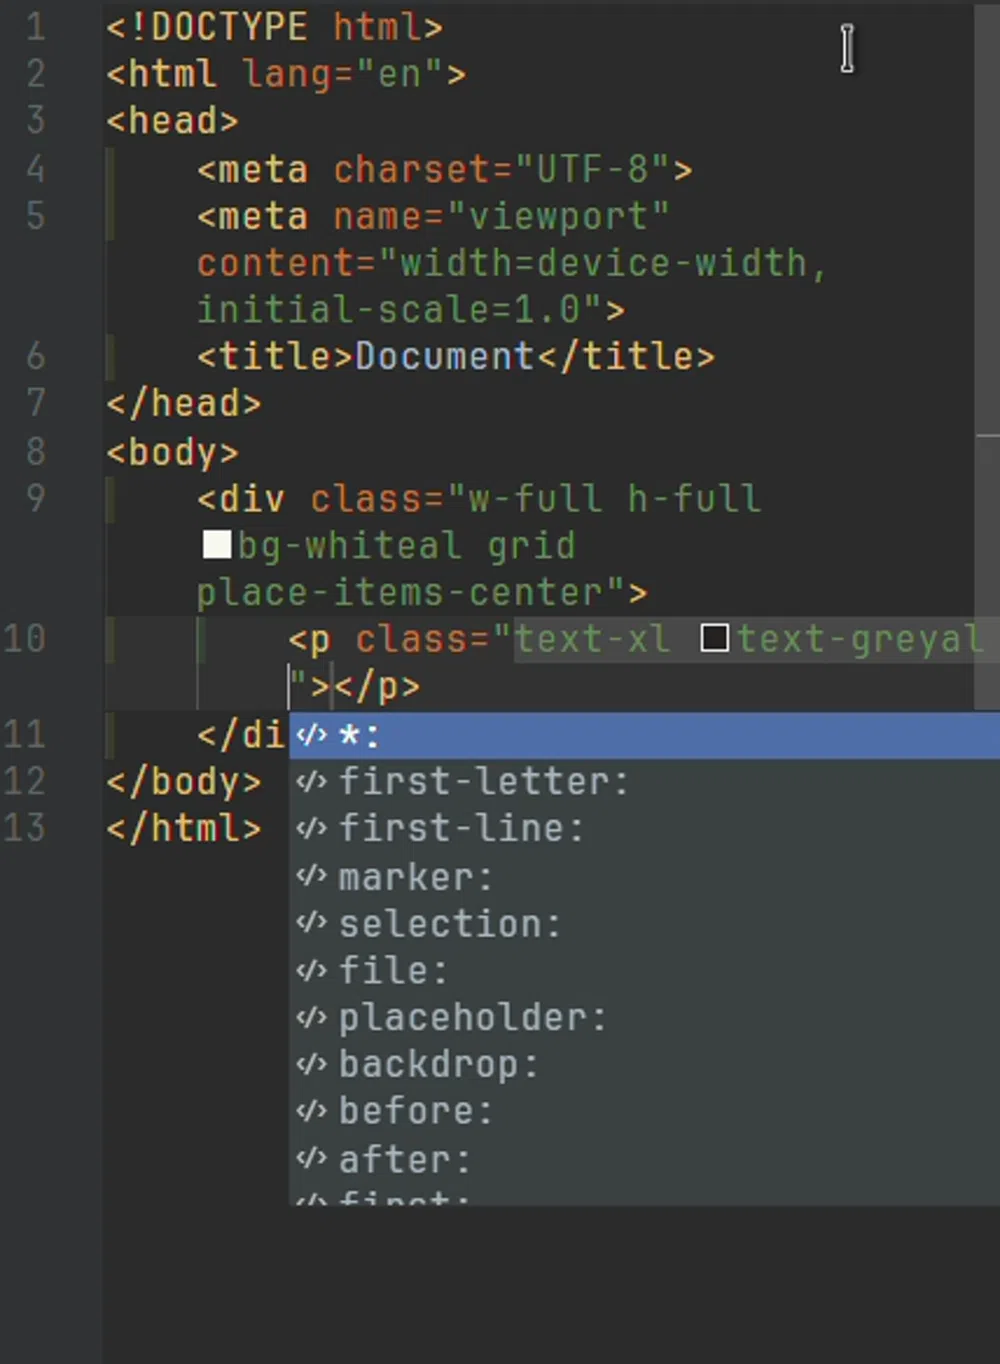 1 <!DOCTYPE html>
2 <html lang="en">
3 <head>
4 <meta charset="UTF-8">
5 <meta name="viewport"
content="width=device-width,
initial-scale=1.0">
6 <title>Document</title>
7 </head>
8 <body>
9 <div class="w-full h-full
bg-whiteal grid
place-items-center">
10 <p class="text-xl text-greyal
"></p>
11 </di </> *:
12 </body> </> first-letter:
13 </html> </> first-line:
</> marker:
</> selection:
</> file:
</> placeholder:
</> backdrop:
</> before:
</> after:
</> first: